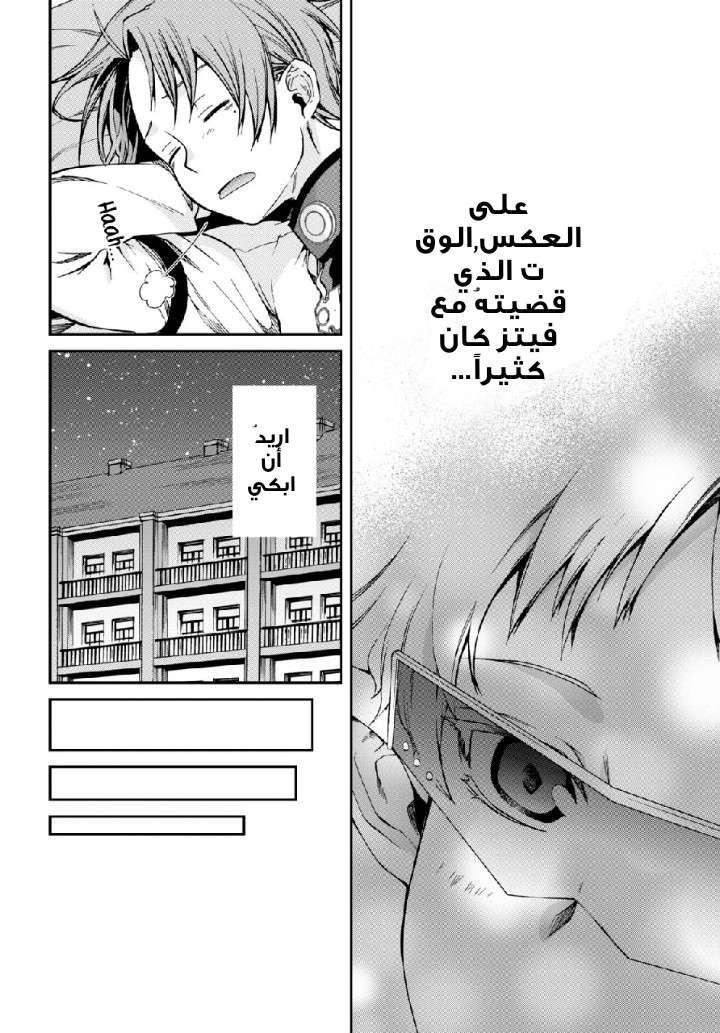 على
العكس,الوق
ت الذي
قضيتهُ مع
فيتز كان
كثيراً...
Haah...
اريدُ
أن
ابكي